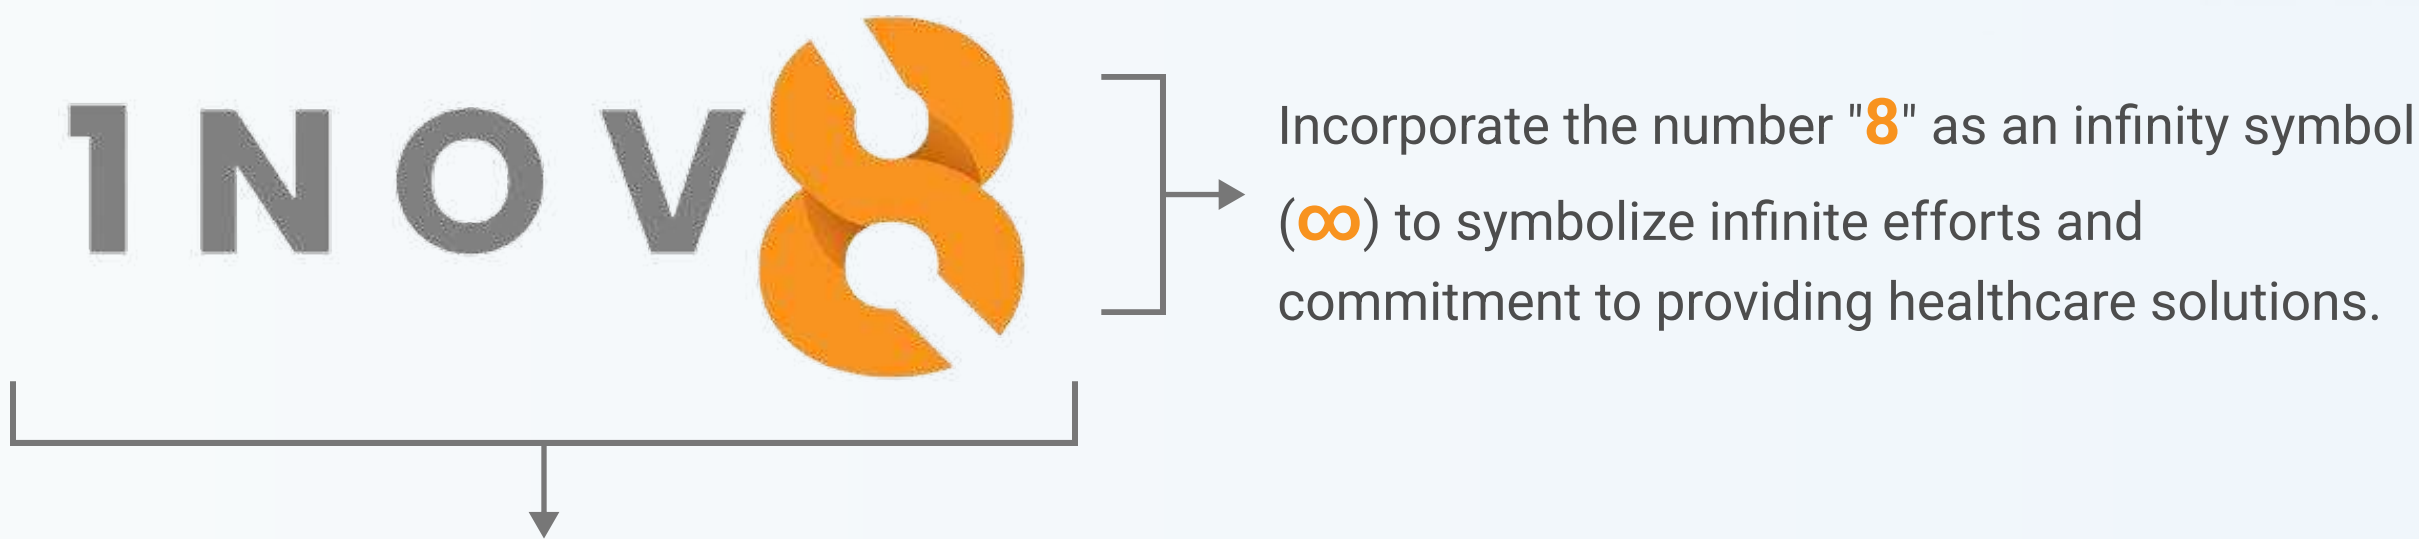 1NOV8
Incorporate the number "8" as an infinity symbol
(∞) to symbolize infinite efforts and
commitment to providing healthcare solutions.